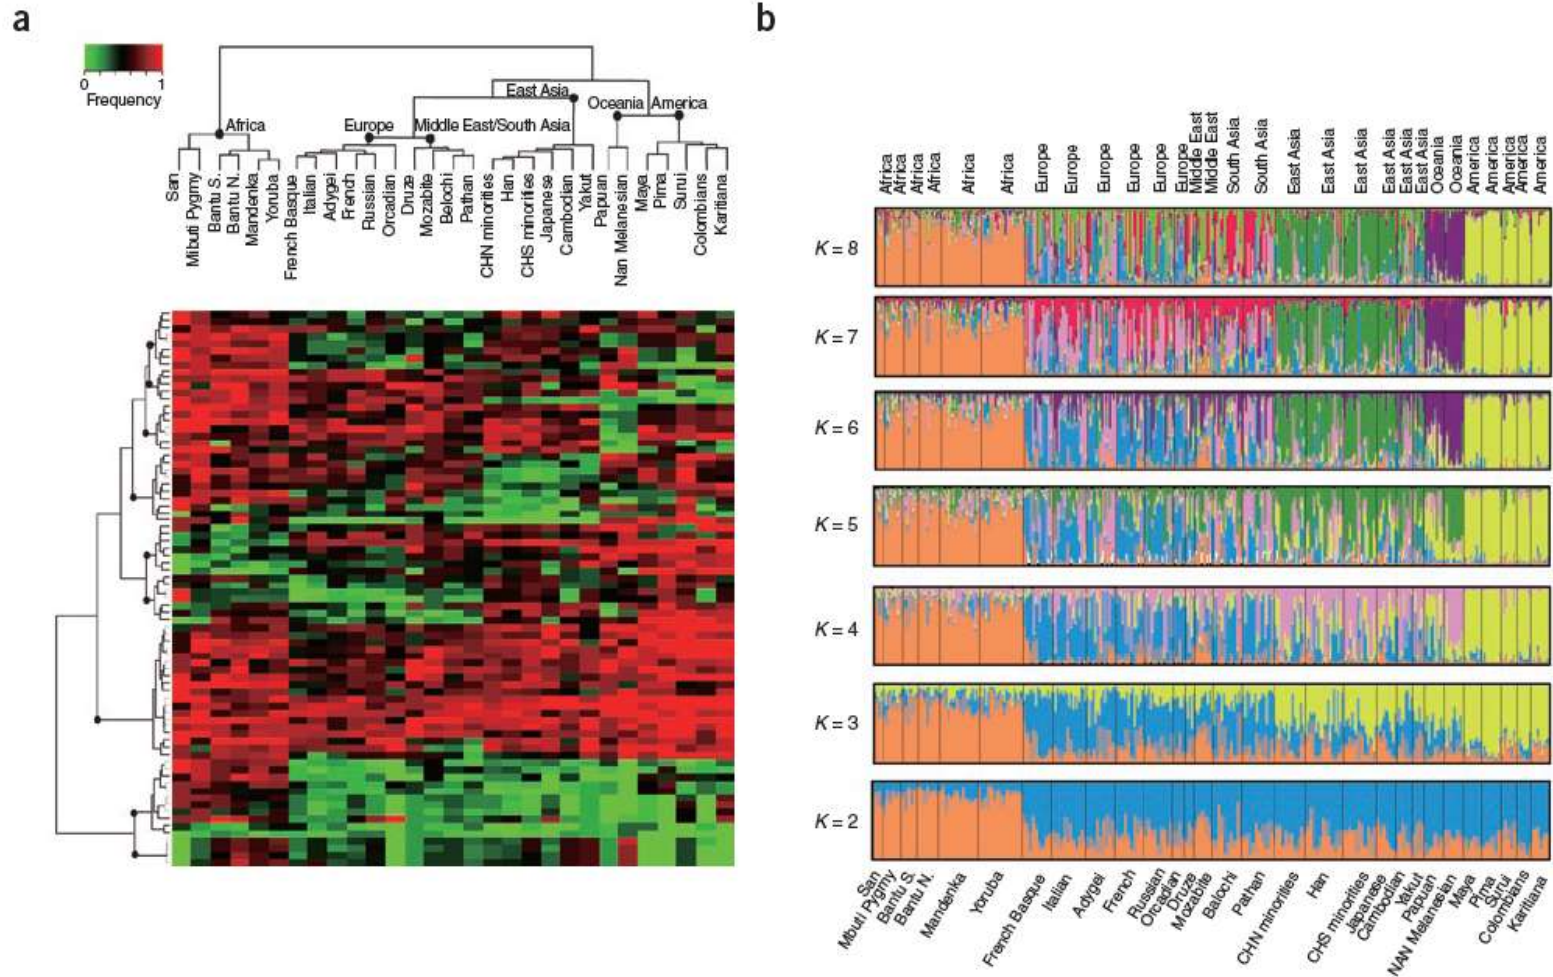 a
b
0
1
Frequency
East Asia
Oceania
America
Africa
Europe
Middle East/South Asia
San
Mibuti Pygmy
Bantu S.
Bantu N.
Mandenka
Yoruba
French Basque
Italian
Adygei
French
Russian
Orcadian
Druze
Mozabite
Belochi
Pathan
CHN minorities
Han
CHS minorities
Japanese
Cambodian
Yakut
Papuan
Nan Melanesian
Maya
Pima
Surui
Colombians
Karitiana
Africa
Africa
Africa
Africa
Africa
Africa
Europe
Europe
Europe
Europe
Europe
Europe
Middle East
Middle East
South Asia
South Asia
East Asia
East Asia
East Asia
East Asia
East Asia
East Asia
Oceania
Oceania
America
America
America
America
America
K = 8
K = 7
K = 6
K = 5
K = 4
K = 3
K = 2
San
Mbuti Pygmy
Bantu S.
Bantu N.
Mandenka
Yoruba
French Basque
Italian
Adygei
French
Russian
Orcadian
Druze
Mozabite
Balochi
Pathan
CHN minorities
Han
CHS minorities
Japanese
Cambodian
Yakut
Papuan
NAN Melanesian
Maya
Pima
Surui
Colombians
Karitiana